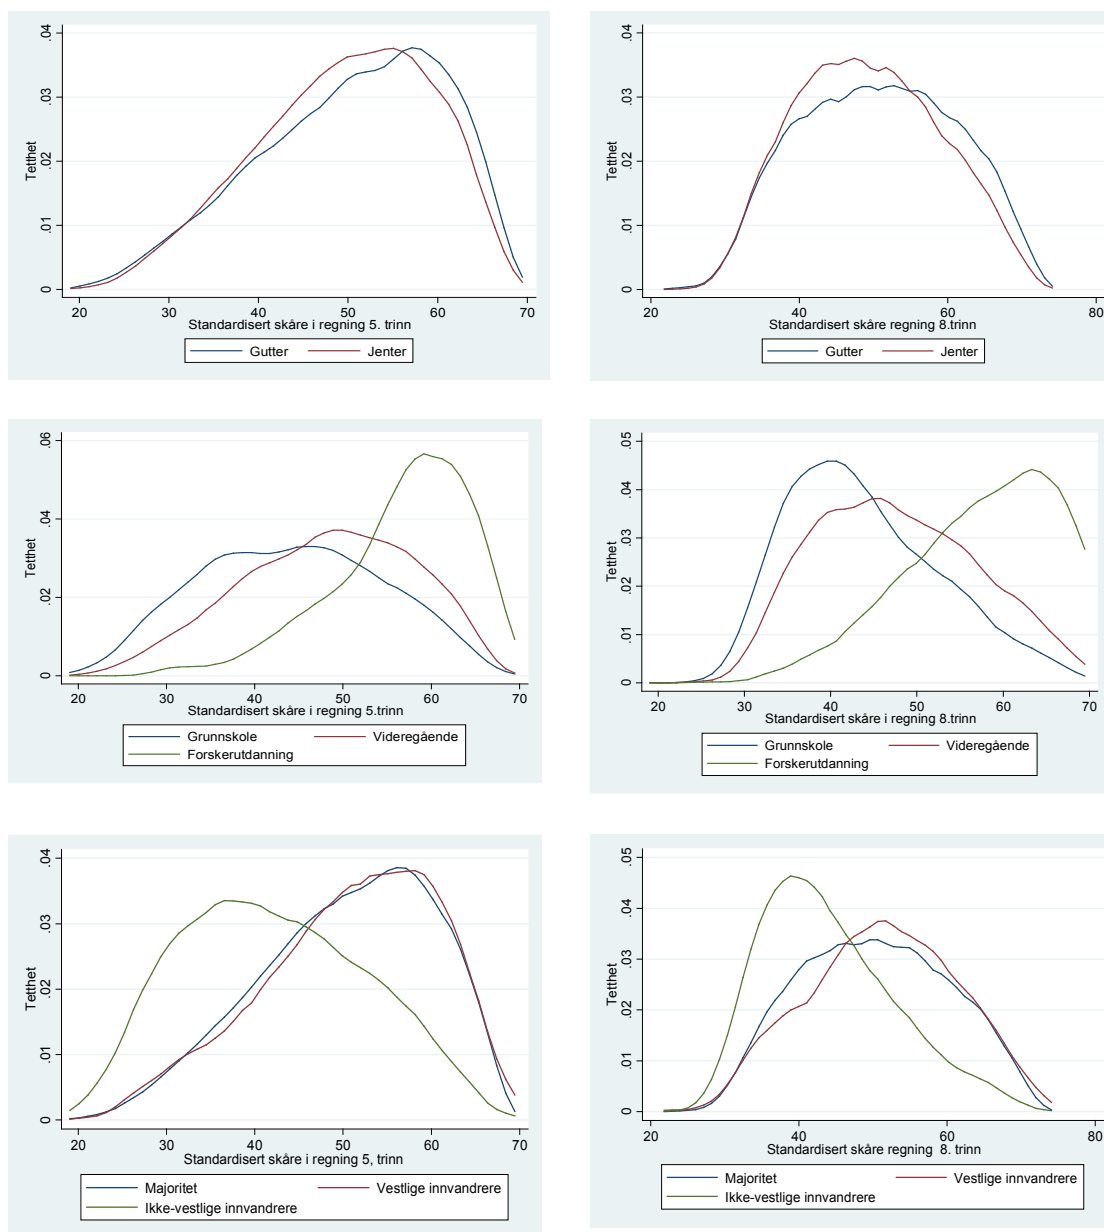 .04
.03
.02
.01
0
Tetthet
20 30 40 50 60 70
Standardisert skåre i regning 5. trinn
Gutter Jenter
.04
.03
.02
.01
0
Tetthet
20 40 60 80
Standardisert skåre regning 8.trinn
Gutter Jenter
.06
.04
.02
0
Tetthet
20 30 40 50 60 70
Standardisert skåre i regning 5.trinn
Grunnskole Videregående
Forskerutdanning
.05
.04
.03
.02
.01
0
Tetthet
20 30 40 50 60 70
Standardisert skåre i regning 8.trinn
Grunnskole Videregående
Forskerutdanning
.04
.03
.02
.01
0
Tetthet
20 30 40 50 60 70
Standardisert skåre i regning 5, trinn
Majoritet Vestlige innvandrere
Ikke-vestlige innvandrere
.05
.04
.03
.02
.01
0
Tetthet
20 40 60 80
Standardisert skåre regning 8. trinn
Majoritet Vestlige innvandrere
Ikke-vestlige innvandrere